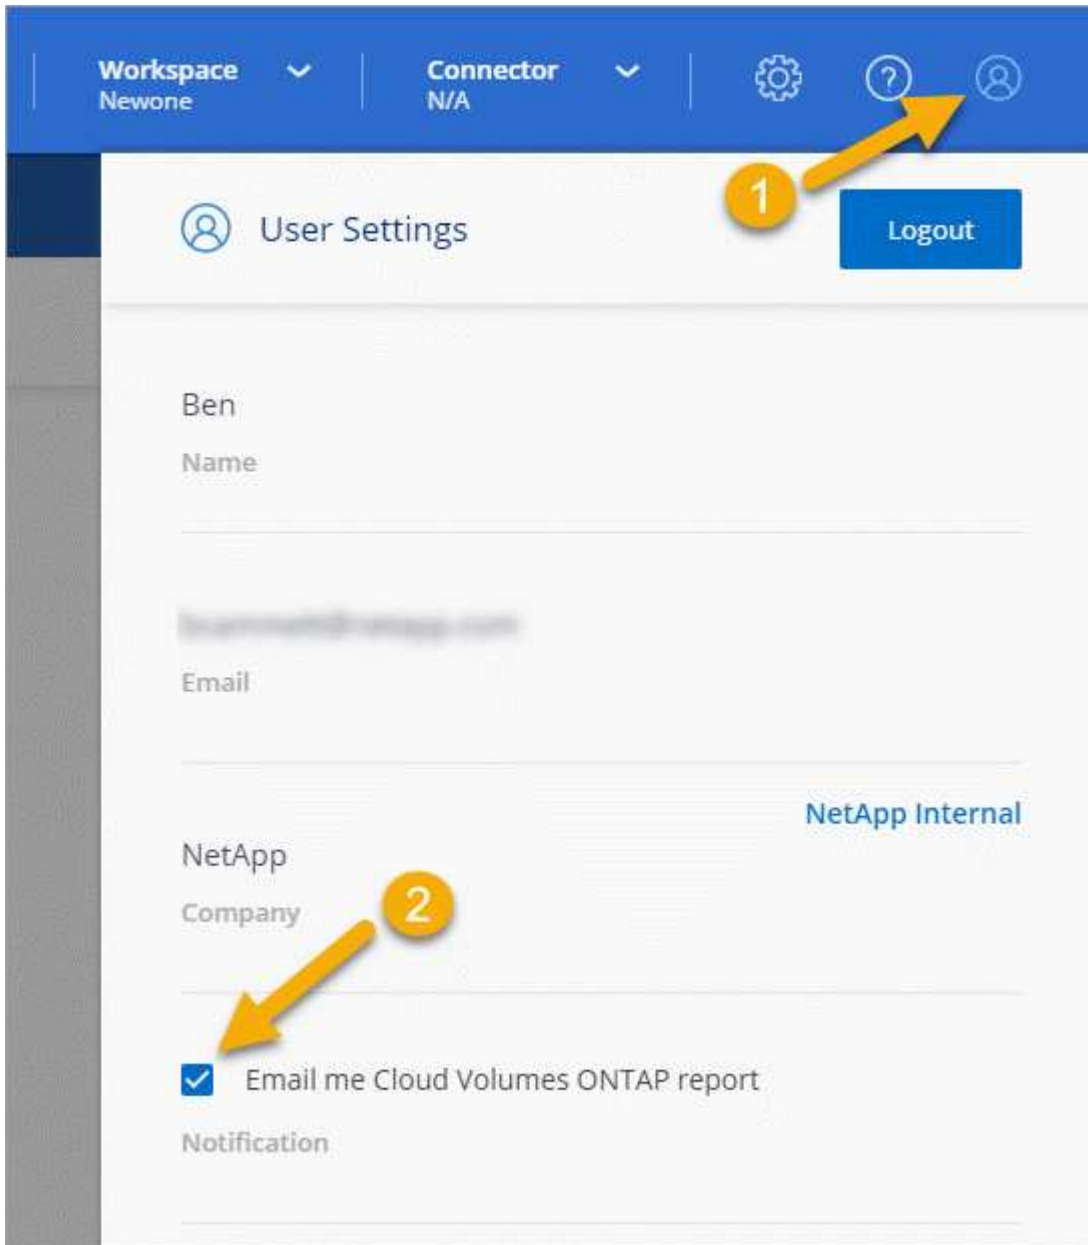 Workspace
Newone
Connector
N/A
?
1
User Settings
Logout
Ben
Name
Email
NetApp Internal
NetApp
Company
2
Email me Cloud Volumes ONTAP report
Notification